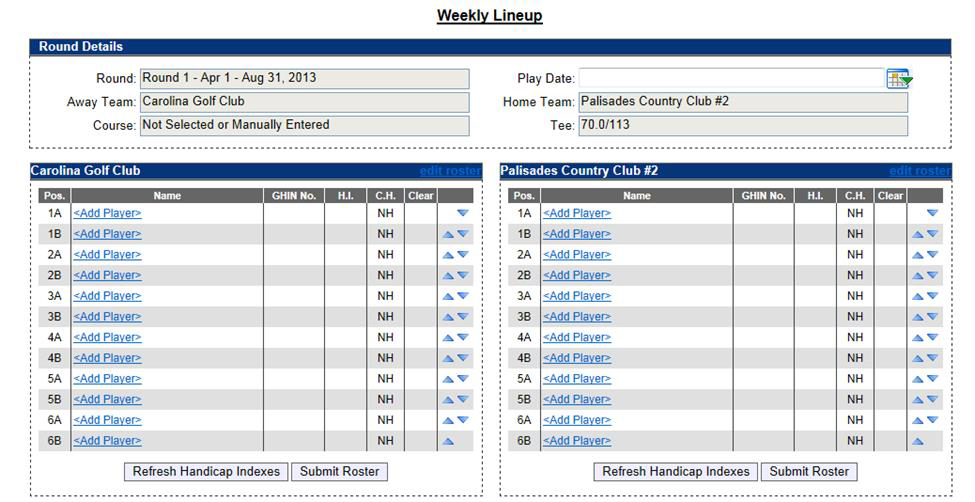 Weekly Lineup
Round Details
Round: Round 1 - Apr 1 - Aug 31, 2013 Play Date:
Away Team: Carolina Golf Club Home Team: Palisades Country Club #2
Course: Not Selected or Manually Entered Tee: 70.0/113
Carolina Golf Club edit roster
Pos. Name GHIN No. H.I. C.H. Clear
1A <Add Player> NH
1B <Add Player> NH
2A <Add Player> NH
2B <Add Player> NH
3A <Add Player> NH
3B <Add Player> NH
4A <Add Player> NH
4B <Add Player> NH
5A <Add Player> NH
5B <Add Player> NH
6A <Add Player> NH
6B <Add Player> NH
Refresh Handicap Indexes Submit Roster
Palisades Country Club #2 edit roster
Pos. Name GHIN No. H.I. C.H. Clear
1A <Add Player> NH
1B <Add Player> NH
2A <Add Player> NH
2B <Add Player> NH
3A <Add Player> NH
3B <Add Player> NH
4A <Add Player> NH
4B <Add Player> NH
5A <Add Player> NH
5B <Add Player> NH
6A <Add Player> NH
6B <Add Player> NH
Refresh Handicap Indexes Submit Roster